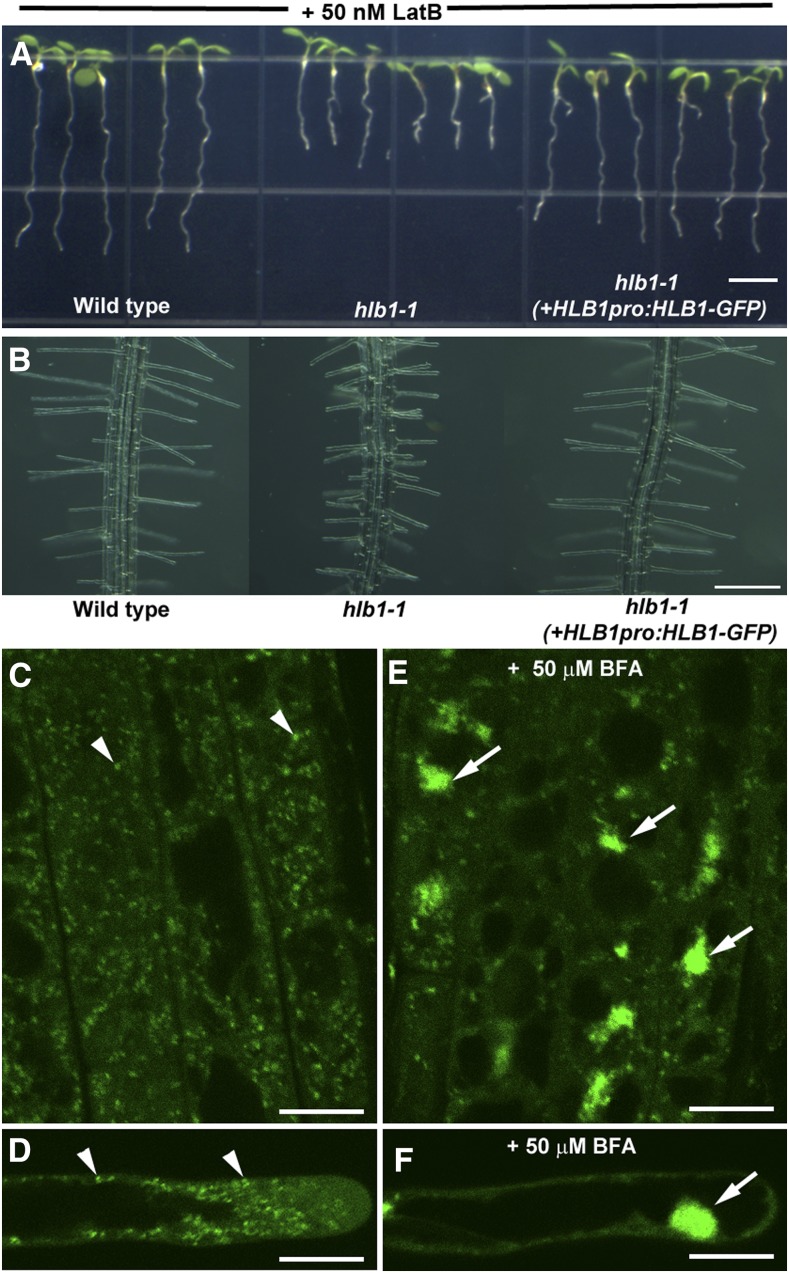 + 50 nM LatB
A
Wild type
hlb1-1
hlb1-1
(+HLB1pro:HLB1-GFP)
B
Wild type
hlb1-1
hlb1-1
(+HLB1pro:HLB1-GFP)
C
E
+ 50 µM BFA
D
F
+ 50 µM BFA